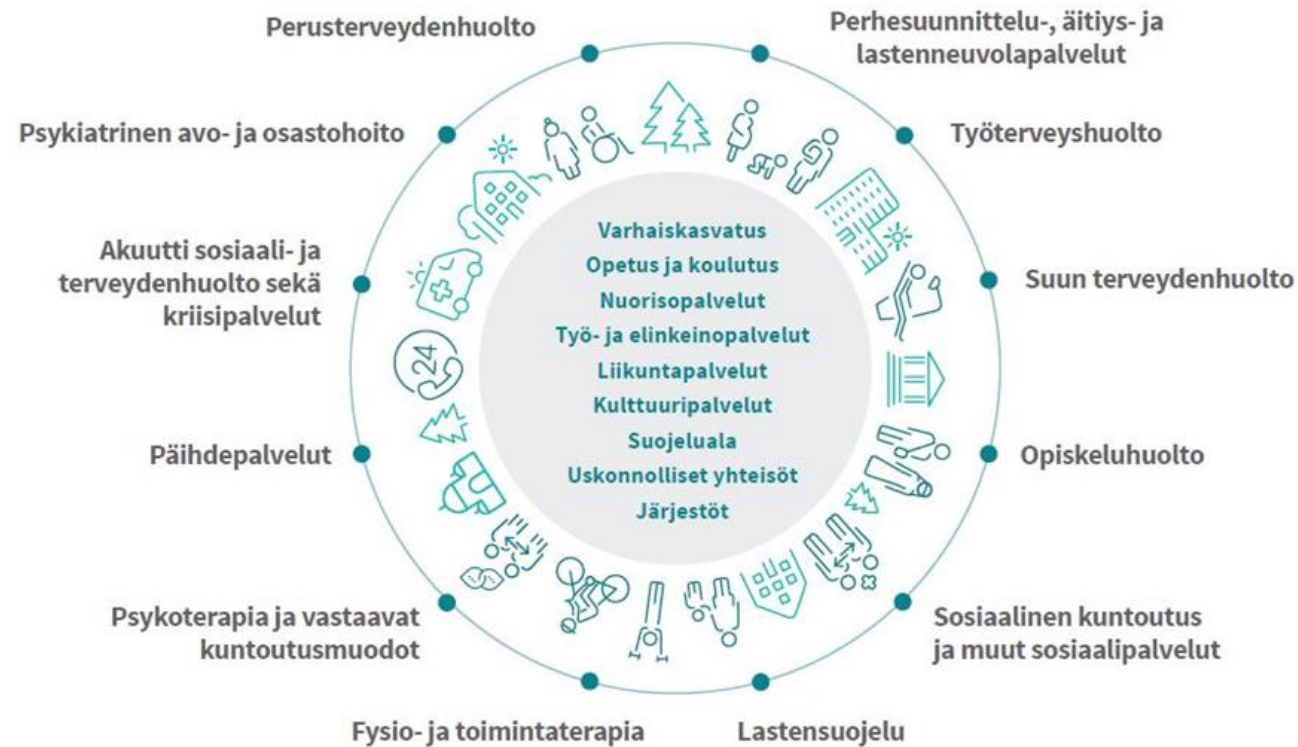 Perusterveydenhuolto
Perhesuunnittelu-, äitiys- ja
lastenneuvolapalvelut
Psykiatrinen avo- ja osastohoito
Työterveyshuolto
Akuutti sosiaali- ja
terveydenhuolto sekä
kriisipalvelut
Suun terveydenhuolto
Päihdepalvelut
Opiskeluhuolto
Psykoterapia ja vastaavat
kuntoutusmuodot
Sosiaalinen kuntoutus
ja muut sosiaalipalvelut
Fysio- ja toimintaterapia
Lastensuojelu
Varhaiskasvatus
Opetus ja koulutus
Nuorisopalvelut
Työ- ja elinkeinopalvelut
Liikuntapalvelut
Kulttuuripalvelut
Suojeluala
Uskonnolliset yhteisöt
Järjestöt
24